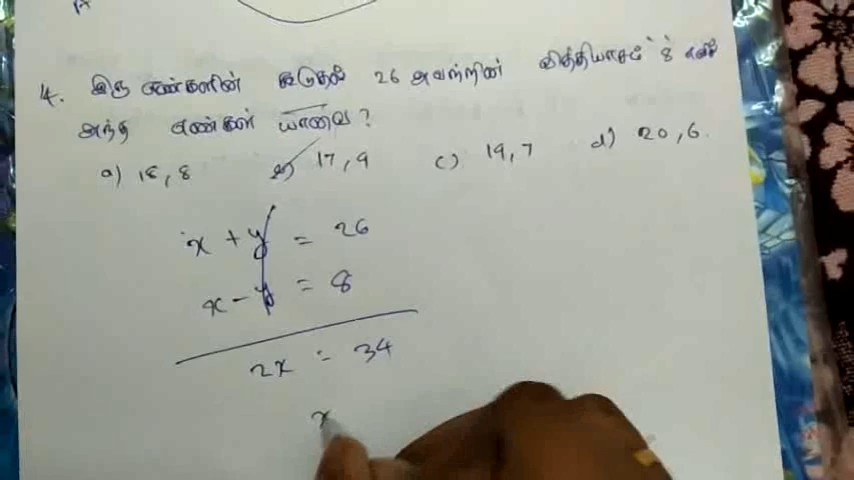 4. இரு எண்களின் கூடுதல் 26 அவற்றின் வித்தியாசம் 8 எனில்
அந்த எண்கள் யாவை?
a) 18, 8 b) 17, 9 c) 19, 7 d) 20, 6.
x + y = 26
x - y = 8
2x = 34
x